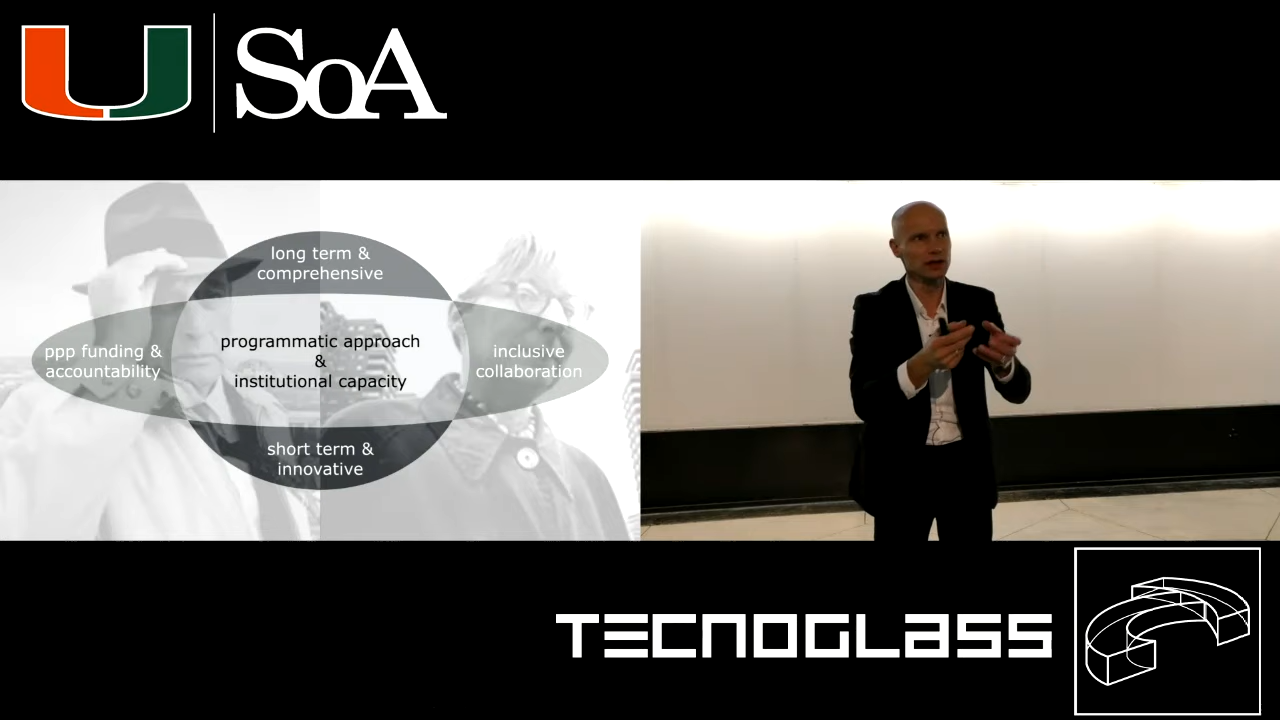 U SoA
long term &
comprehensive
ppp funding &
accountability
programmatic approach
&
institutional capacity
inclusive
collaboration
short term &
innovative
TECNOGLASS